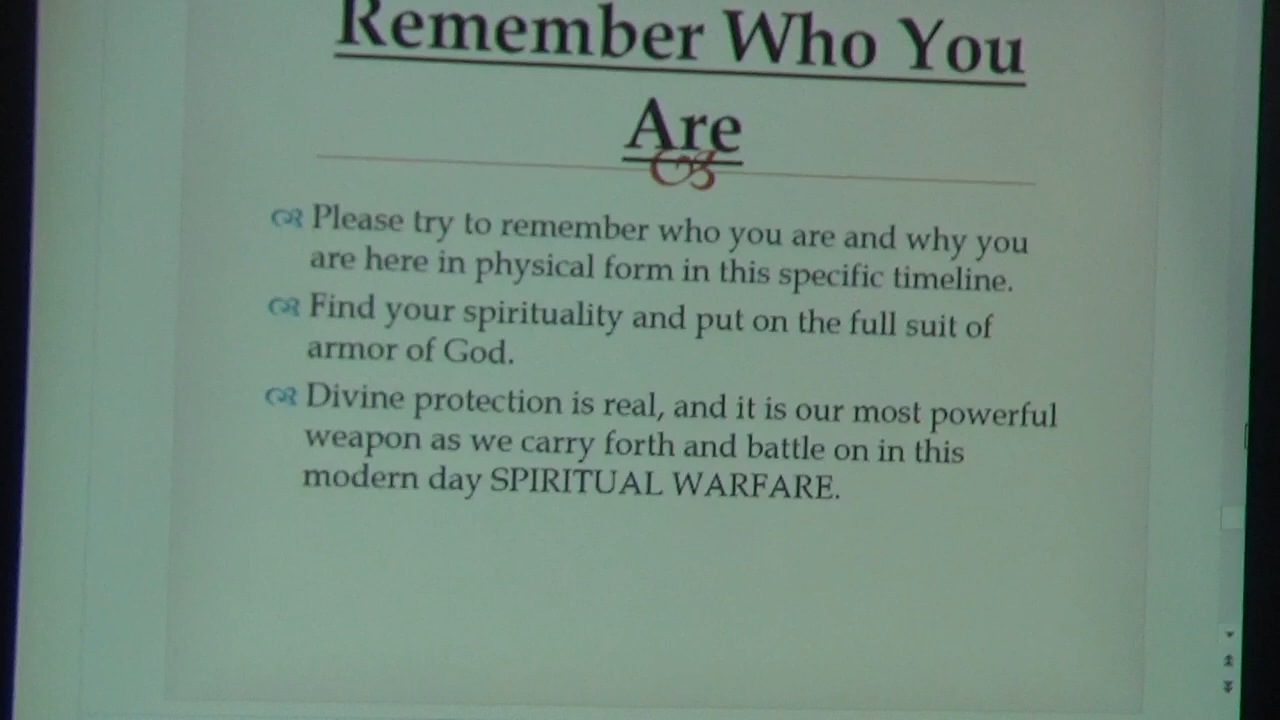 Remember Who You
Are
Please try to remember who you are and why you
are here in physical form in this specific timeline.
Find your spirituality and put on the full suit of
armor of God.
Divine protection is real, and it is our most powerful
weapon as we carry forth and battle on in this
modern day SPIRITUAL WARFARE.